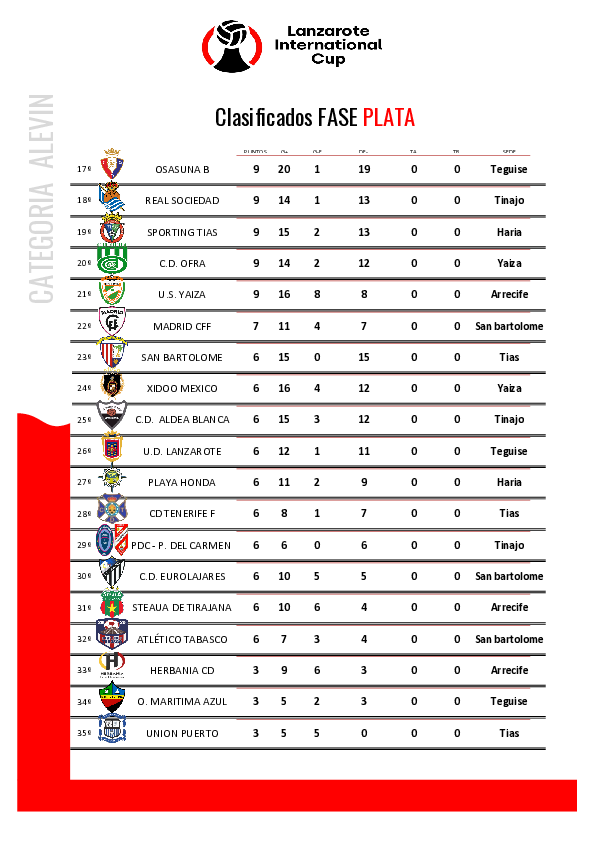 Lanzarote
International
Cup
Clasificados FASE PLATA
CATEGORIA ALEVIN
PUNTOS G+ DE- TA TR SEDE
17º OSASUNA B 9 20 1 19 0 0 Teguise
18º REAL SOCIEDAD 9 14 1 13 0 0 Tinajo
19º SPORTING TIAS 9 15 2 13 0 0 Haria
20º C.D. OFRA 9 14 2 12 0 0 Yaiza
21º U.S. YAIZA 9 16 8 8 0 0 Arrecife
22º MADRID CFF 7 11 4 7 0 0 San bartolome
23º SAN BARTOLOME 6 15 0 15 0 0 Tias
24º XIDOO MEXICO 6 16 4 12 0 0 Yaiza
25º C.D. ALDEA BLANCA 6 15 3 12 0 0 Tinajo
26º U.D. LANZAROTE 6 12 1 11 0 0 Teguise
27º PLAYA HONDA 6 11 2 9 0 0 Haria
28º CD TENERIFE F 6 8 1 7 0 0 Tias
29º PDC - P. DEL CARMEN 6 6 0 6 0 0 Tinajo
30º C.D. EUROLAJARES 6 10 5 5 0 0 San bartolome
31º STEAUA DE TIRAJANA 6 10 6 4 0 0 Arrecife
32º ATLÉTICO TABASCO 6 7 3 4 0 0 San bartolome
33º HERBANIA CD 3 9 6 3 0 0 Arrecife
34º O. MARITIMA AZUL 3 5 2 3 0 0 Teguise
35º UNION PUERTO 3 5 5 0 0 0 Tias